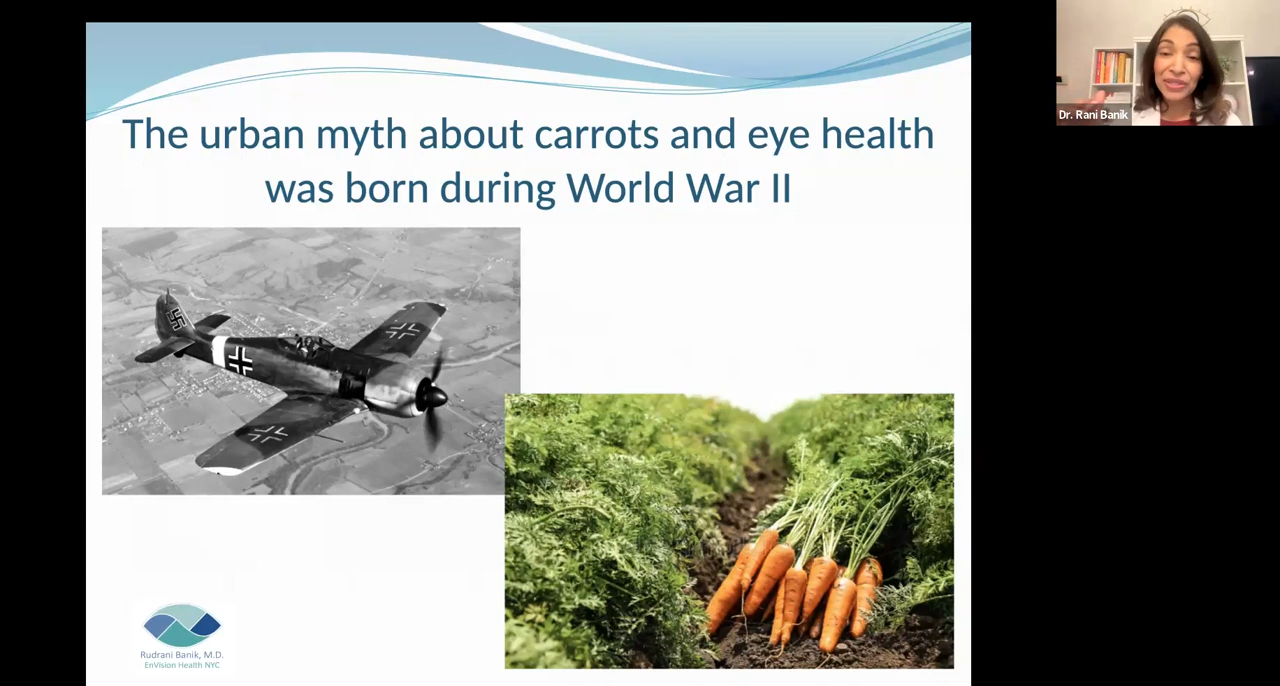 The urban myth about carrots and eye health
was born during World War II
Dr. Rani Banik
Rudrani Banik, M.D.
EnVision Health NYC